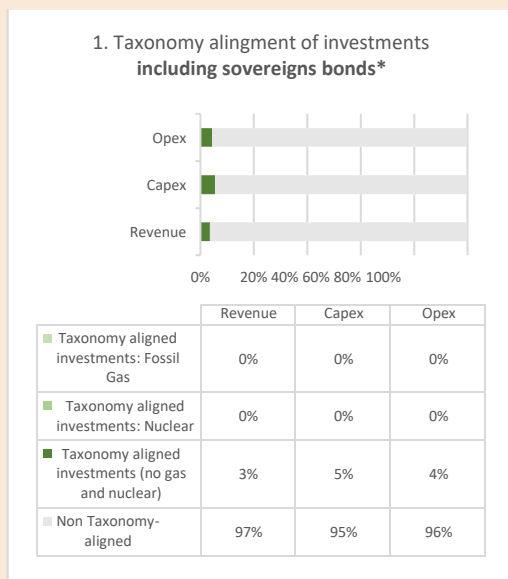 1. Taxonomy alingment of investments
including sovereigns bonds*
Opex
Capex
Revenue
0% 20% 40% 60% 80% 100%
Revenue Capex Opex
Taxonomy aligned
investments: Fossil
Gas
0% 0% 0%
Taxonomy aligned
investments: Nuclear
0% 0% 0%
Taxonomy aligned
investments (no gas
and nuclear)
3% 5% 4%
Non Taxonomy-
aligned
97% 95% 96%